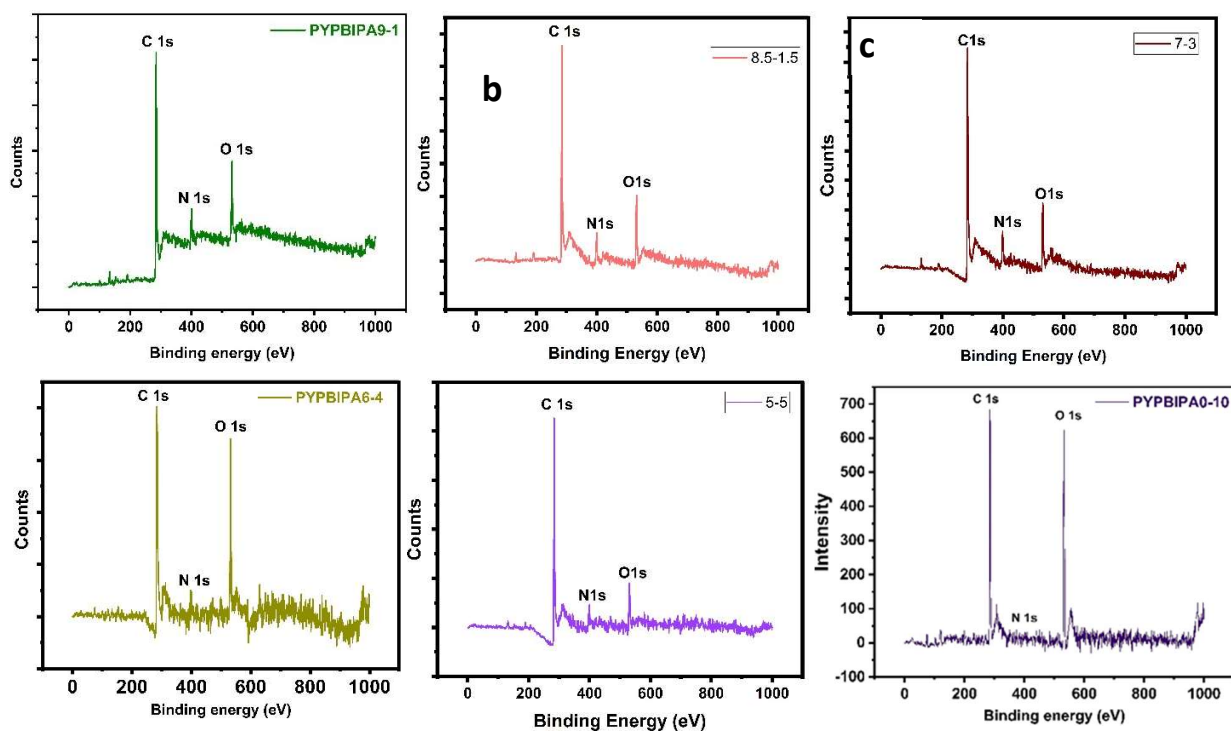 PYPBIPA9-1
C 1s
O 1s
N 1s
Counts
0 200 400 600 800 1000
Binding energy (eV)
b
8.5-1.5
C 1s
O1s
N1s
Counts
0 200 400 600 800 1000
Binding Energy (eV)
c
7-3
C1s
O1s
N1s
Counts
0 200 400 600 800 1000
Binding Energy (eV)
PYPBIPA6-4
C 1s
O 1s
N 1s
Counts
0 200 400 600 800 1000
Binding energy (eV)
5-5
C 1s
O1s
N1s
Counts
0 200 400 600 800 1000
Binding Energy (eV)
PYPBIPA0-10
C 1s
O 1s
N 1s
Intensity
700
600
500
400
300
200
100
0
-100
0 200 400 600 800 1000
Binding energy (eV)